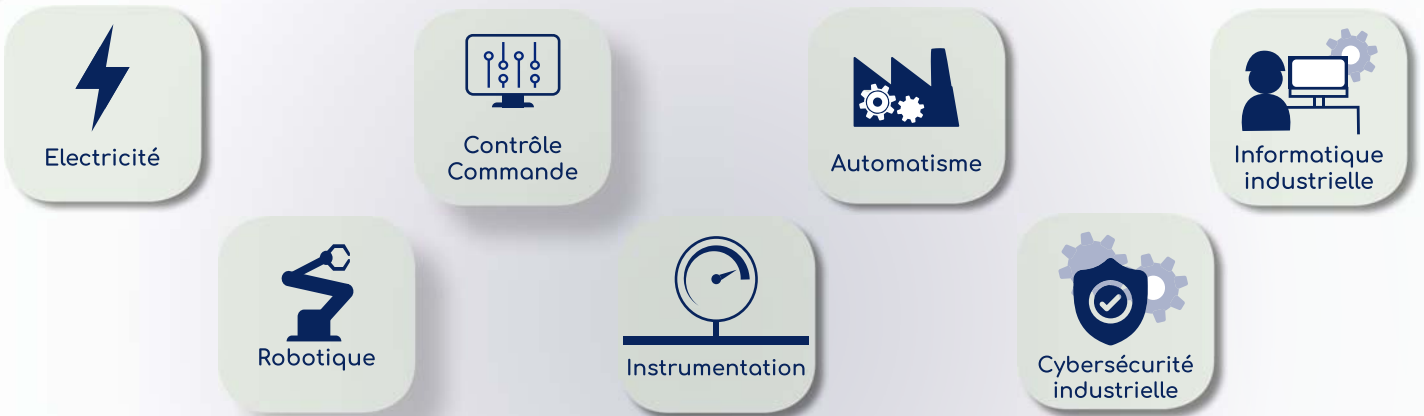 Electricité
Contrôle
Commande
Automatisme
Informatique
industrielle
Robotique
Instrumentation
Cybersécurité
industrielle